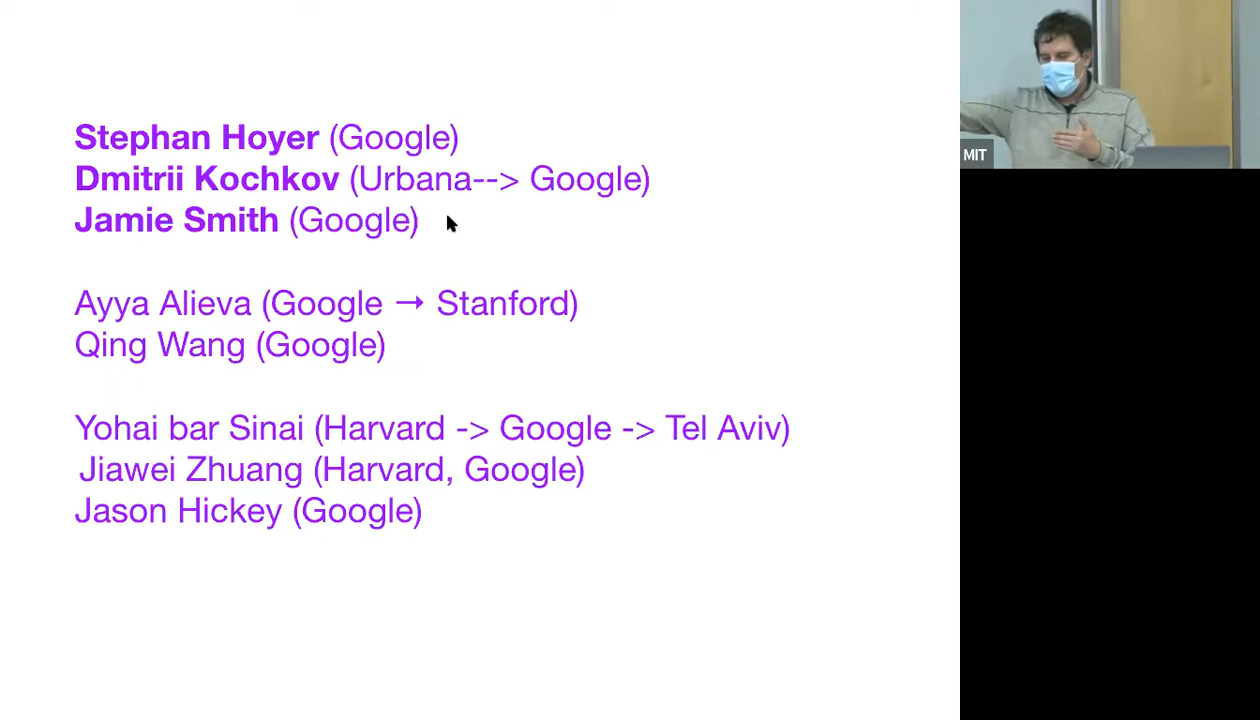 Stephan Hoyer (Google)
Dmitrii Kochkov (Urbana--> Google)
Jamie Smith (Google)
Ayya Alieva (Google → Stanford)
Qing Wang (Google)
Yohai bar Sinai (Harvard -> Google -> Tel Aviv)
Jiawei Zhuang (Harvard, Google)
Jason Hickey (Google)
MIT